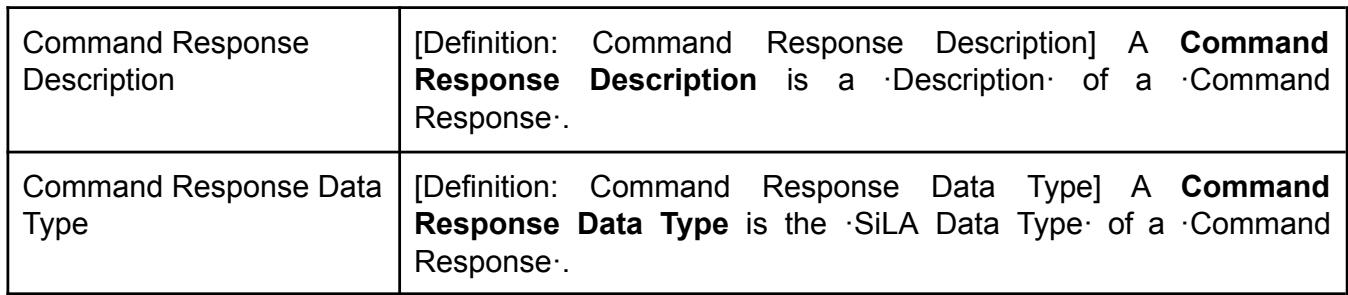 Command Response
Description
[Definition: Command Response Description] A Command
Response Description is a ·Description· of a ·Command
Response·.
Command Response Data
Type
[Definition: Command Response Data Type] A Command
Response Data Type is the ·SiLA Data Type· of a ·Command
Response·.